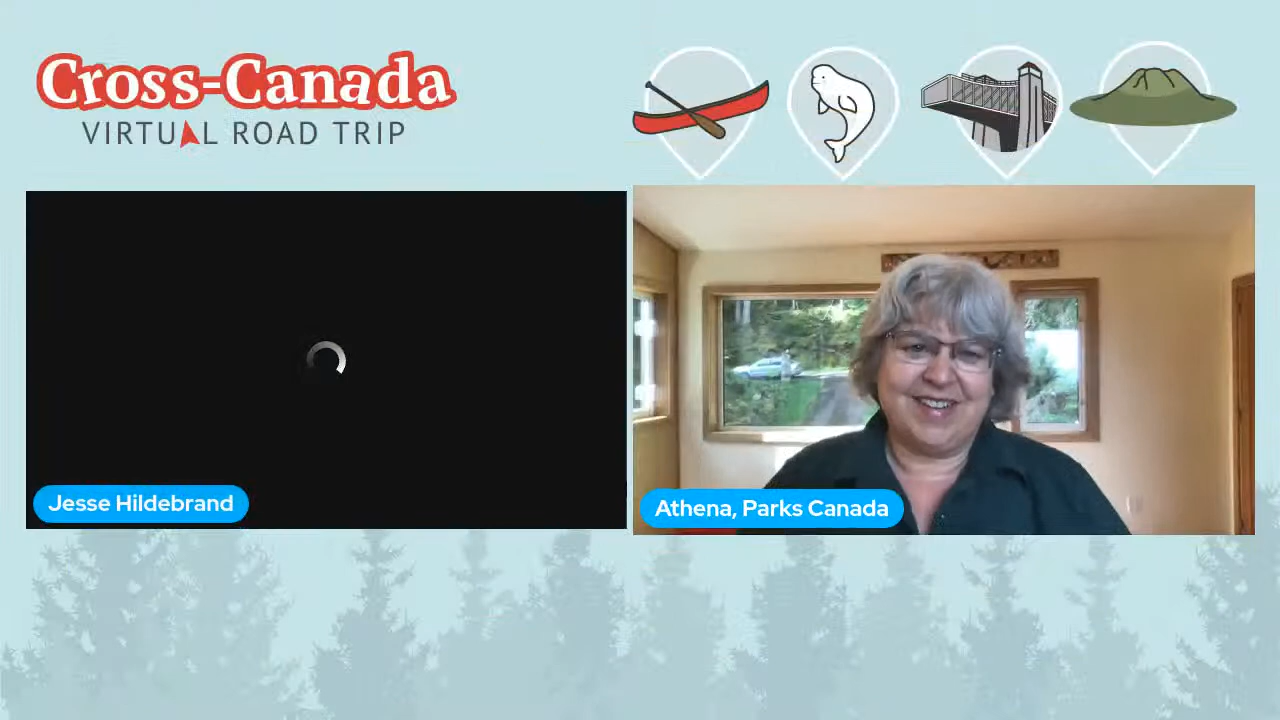 Cross-Canada
VIRTUAL ROAD TRIP
Jesse Hildebrand
Athena, Parks Canada